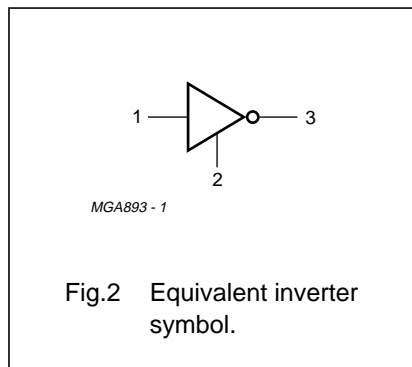 1
3
2
MGA893 - 1
Fig.2 Equivalent inverter
symbol.